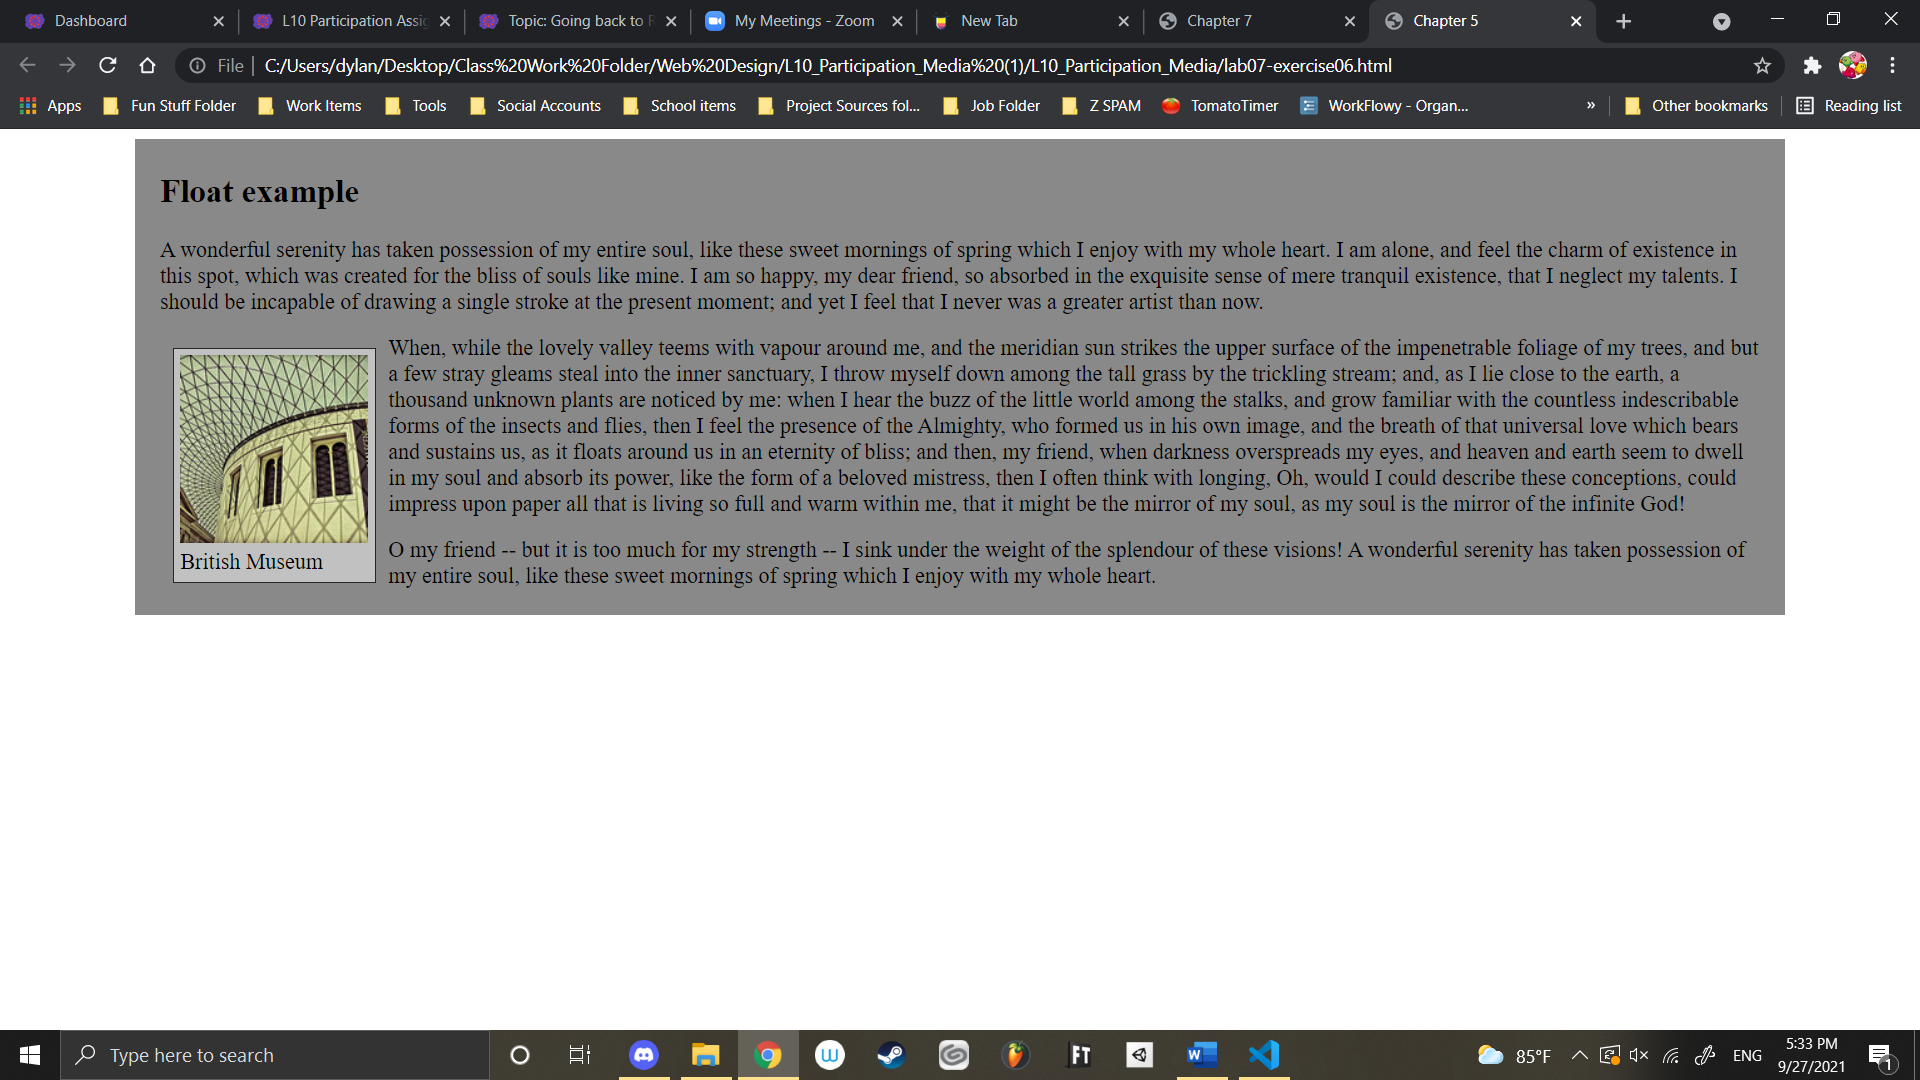 Dashboard
L10 Participation Assig
Topic: Going back to R
My Meetings - Zoom
New Tab
Chapter 7
Chapter 5
File
C:/Users/dylan/Desktop/Class%20Work%20Folder/Web%20Design/L10_Participation_Media%20(1)/L10_Participation_Media/lab07-exercise06.html
Apps
Fun Stuff Folder
Work Items
Tools
Social Accounts
School items
Project Sources fol...
Job Folder
Z SPAM
TomatoTimer
WorkFlowy - Organ...
»
Other bookmarks
Reading list
Float example
A wonderful serenity has taken possession of my entire soul, like these sweet mornings of spring which I enjoy with my whole heart. I am alone, and feel the charm of existence in
this spot, which was created for the bliss of souls like mine. I am so happy, my dear friend, so absorbed in the exquisite sense of mere tranquil existence, that I neglect my talents. I
should be incapable of drawing a single stroke at the present moment; and yet I feel that I never was a greater artist than now.
When, while the lovely valley teems with vapour around me, and the meridian sun strikes the upper surface of the impenetrable foliage of my trees, and but
a few stray gleams steal into the inner sanctuary, I throw myself down among the tall grass by the trickling stream; and, as I lie close to the earth, a
thousand unknown plants are noticed by me: when I hear the buzz of the little world among the stalks, and grow familiar with the countless indescribable
forms of the insects and flies, then I feel the presence of the Almighty, who formed us in his own image, and the breath of that universal love which bears
and sustains us, as it floats around us in an eternity of bliss; and then, my friend, when darkness overspreads my eyes, and heaven and earth seem to dwell
in my soul and absorb its power, like the form of a beloved mistress, then I often think with longing, Oh, would I could describe these conceptions, could
impress upon paper all that is living so full and warm within me, that it might be the mirror of my soul, as my soul is the mirror of the infinite God!
British Museum
O my friend -- but it is too much for my strength -- I sink under the weight of the splendour of these visions! A wonderful serenity has taken possession of
my entire soul, like these sweet mornings of spring which I enjoy with my whole heart.
Type here to search
W
FT
W
85°F
ENG
5:33 PM
9/27/2021
1